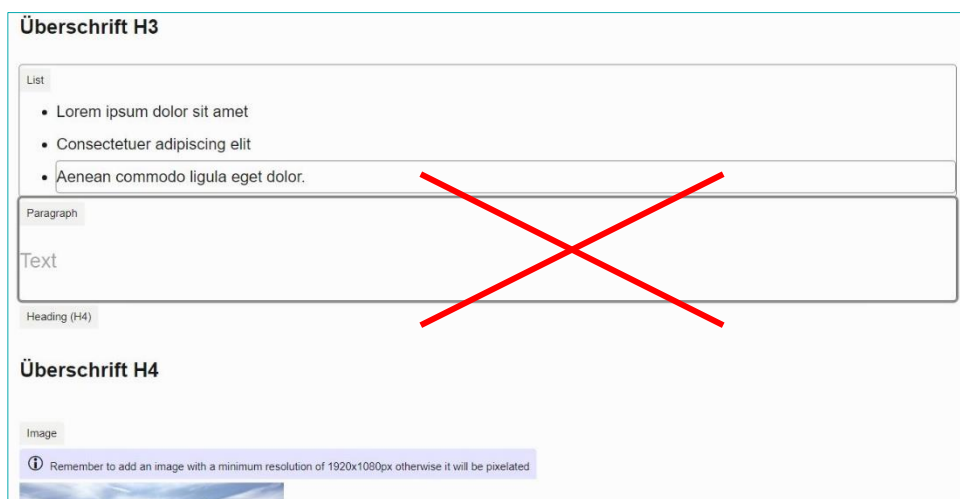 Überschrift H3
List
Lorem ipsum dolor sit amet
Consectetuer adipiscing elit
Aenean commodo ligula eget dolor.
Paragraph
Text
Heading (H4)
Überschrift H4
Image
Remember to add an image with a minimum resolution of 1920x1080px otherwise it will be pixelated